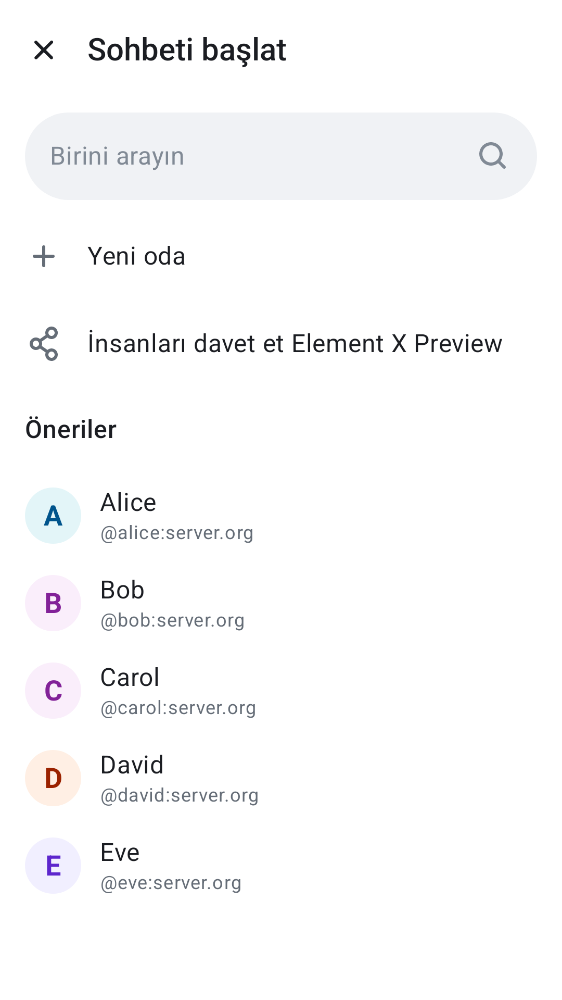 Sohbeti başlat
Birini arayın
Yeni oda
İnsanları davet et Element X Preview
Öneriler
A
Alice
@alice:server.org
B
Bob
@bob:server.org
C
Carol
@carol:server.org
D
David
@david:server.org
E
Eve
@eve:server.org